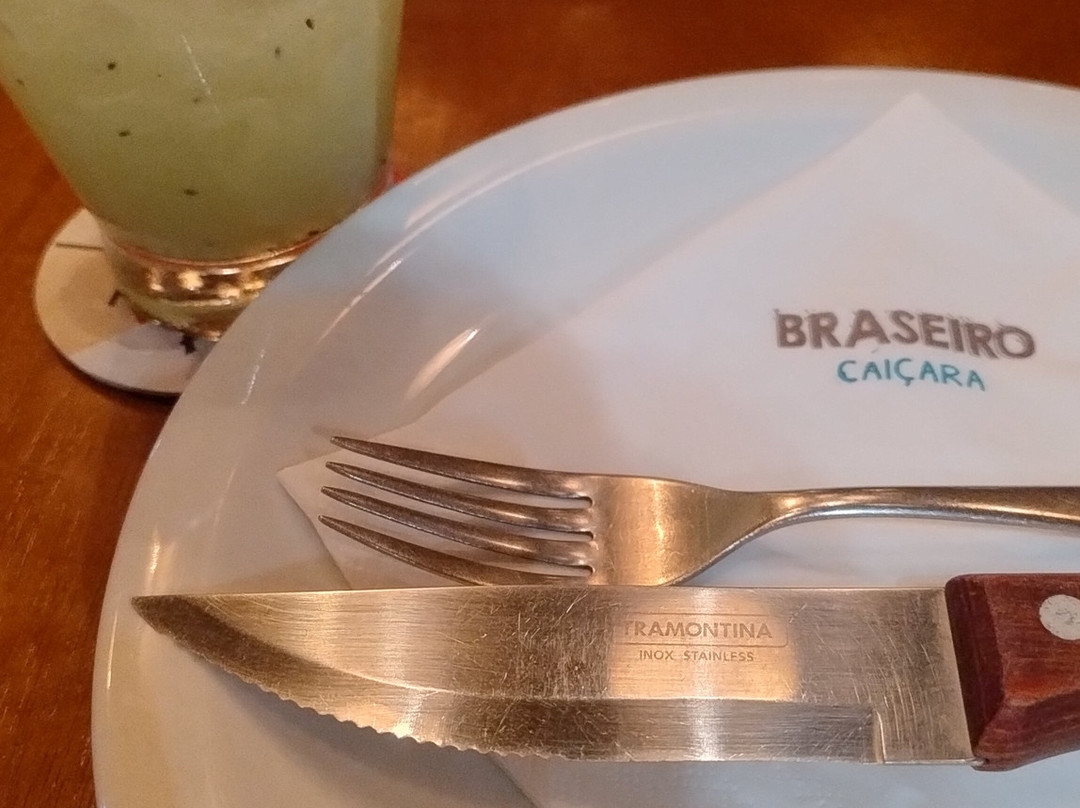 BRASEIRO
CAIÇARA
TRAMONTINA
INOX STAINLESS